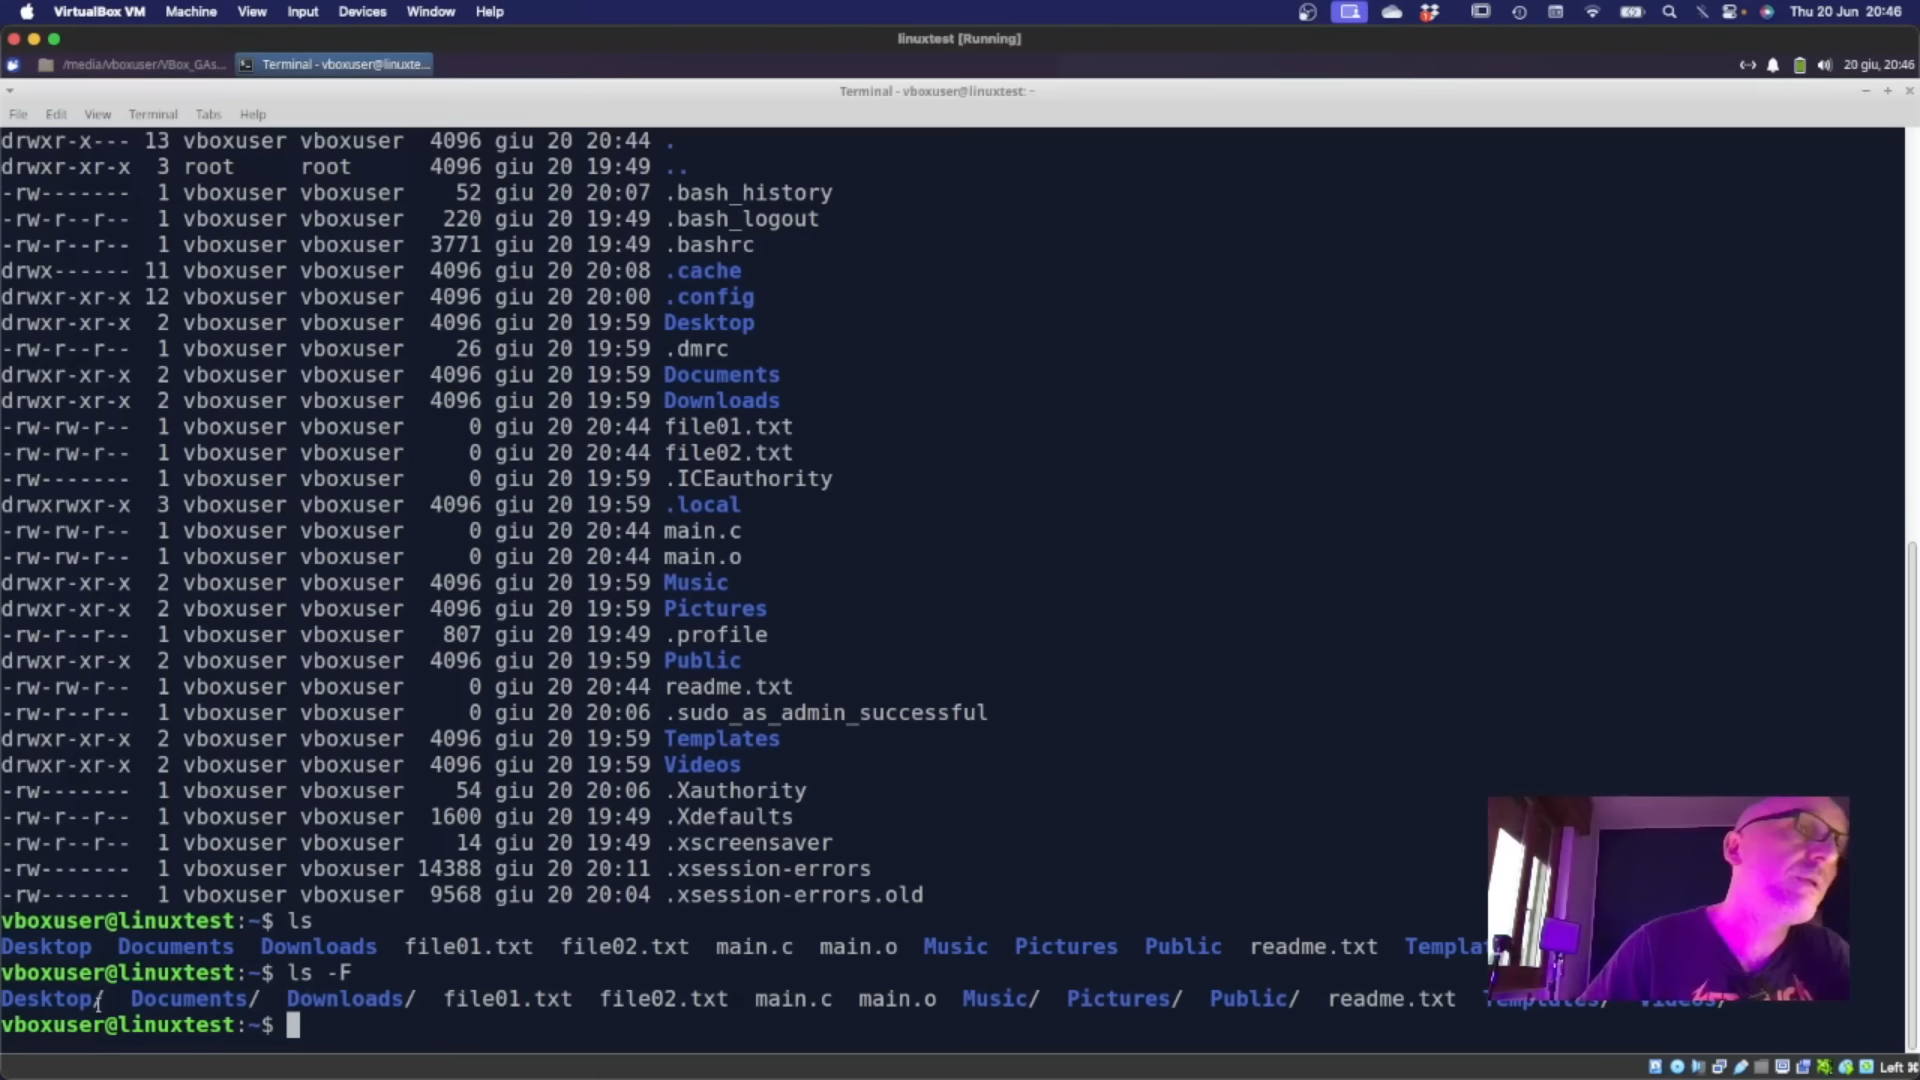 VirtualBox VM Machine View Input Devices Window Help Thu 20 Jun 20:46
linuxtest [Running]
/media/vboxuser/VBox_GAs... Terminal - vboxuser@linuxte... 20 giu, 20:46
Terminal - vboxuser@linuxtest: ~
File Edit View Terminal Tabs Help
drwxr-x--- 13 vboxuser vboxuser 4096 giu 20 20:44 .
drwxr-xr-x 3 root root 4096 giu 20 19:49 ..
-rw------- 1 vboxuser vboxuser 52 giu 20 20:07 .bash_history
-rw-r--r-- 1 vboxuser vboxuser 220 giu 20 19:49 .bash_logout
-rw-r--r-- 1 vboxuser vboxuser 3771 giu 20 19:49 .bashrc
drwx------ 11 vboxuser vboxuser 4096 giu 20 20:08 .cache
drwxr-xr-x 12 vboxuser vboxuser 4096 giu 20 20:00 .config
drwxr-xr-x 2 vboxuser vboxuser 4096 giu 20 19:59 Desktop
-rw-r--r-- 1 vboxuser vboxuser 26 giu 20 19:59 .dmrc
drwxr-xr-x 2 vboxuser vboxuser 4096 giu 20 19:59 Documents
drwxr-xr-x 2 vboxuser vboxuser 4096 giu 20 19:59 Downloads
-rw-rw-r-- 1 vboxuser vboxuser 0 giu 20 20:44 file01.txt
-rw-rw-r-- 1 vboxuser vboxuser 0 giu 20 20:44 file02.txt
-rw------- 1 vboxuser vboxuser 0 giu 20 19:59 .ICEauthority
drwxrwxr-x 3 vboxuser vboxuser 4096 giu 20 19:59 .local
-rw-rw-r-- 1 vboxuser vboxuser 0 giu 20 20:44 main.c
-rw-rw-r-- 1 vboxuser vboxuser 0 giu 20 20:44 main.o
drwxr-xr-x 2 vboxuser vboxuser 4096 giu 20 19:59 Music
drwxr-xr-x 2 vboxuser vboxuser 4096 giu 20 19:59 Pictures
-rw-r--r-- 1 vboxuser vboxuser 807 giu 20 19:49 .profile
drwxr-xr-x 2 vboxuser vboxuser 4096 giu 20 19:59 Public
-rw-rw-r-- 1 vboxuser vboxuser 0 giu 20 20:44 readme.txt
-rw-r--r-- 1 vboxuser vboxuser 0 giu 20 20:06 .sudo_as_admin_successful
drwxr-xr-x 2 vboxuser vboxuser 4096 giu 20 19:59 Templates
drwxr-xr-x 2 vboxuser vboxuser 4096 giu 20 19:59 Videos
-rw------- 1 vboxuser vboxuser 54 giu 20 20:06 .Xauthority
-rw-r--r-- 1 vboxuser vboxuser 1600 giu 20 19:49 .Xdefaults
-rw-r--r-- 1 vboxuser vboxuser 14 giu 20 19:49 .xscreensaver
-rw------- 1 vboxuser vboxuser 14388 giu 20 20:11 .xsession-errors
-rw------- 1 vboxuser vboxuser 9568 giu 20 20:04 .xsession-errors.old
vboxuser@linuxtest:~$ ls
Desktop Documents Downloads file01.txt file02.txt main.c main.o Music Pictures Public readme.txt Templa
vboxuser@linuxtest:~$ ls -F
Desktop/ Documents/ Downloads/ file01.txt file02.txt main.c main.o Music/ Pictures/ Public/ readme.txt
vboxuser@linuxtest:~$
Left ⌘